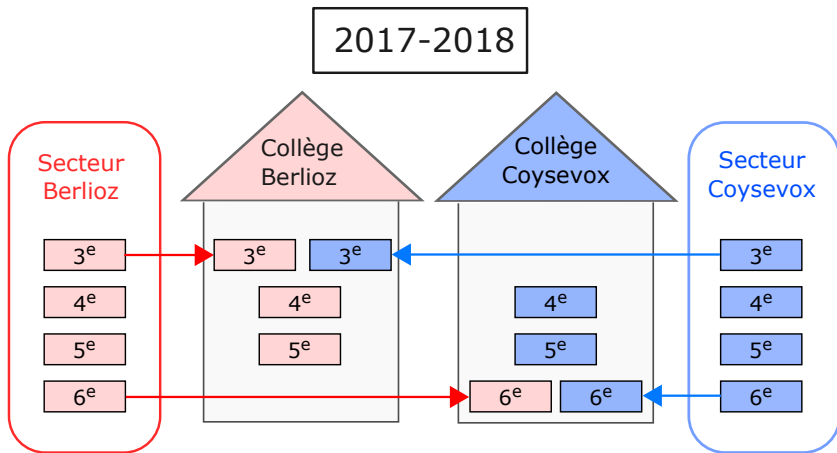 2017-2018
Secteur
Berlioz
Collège
Berlioz
Collège
Coysevox
Secteur
Coysevox
3e 3e 3e 3e
4e 4e 4e 4e
5e 5e 5e 5e
6e 6e 6e 6e